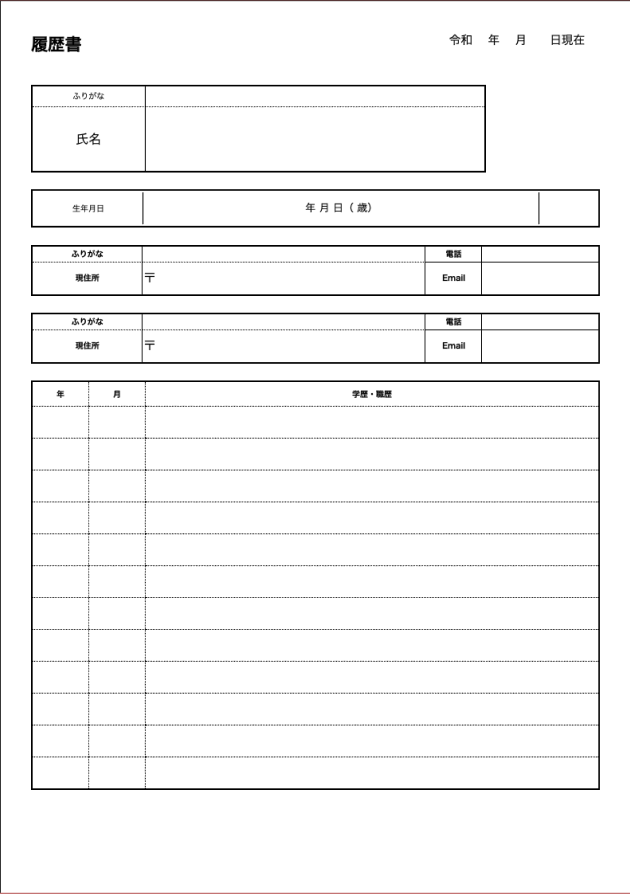 履歴書
令和 年 月 日現在
ふりがな
氏名
生年月日 年 月 日 ( 歳)
ふりがな 電話
現住所 〒 Email
ふりがな 電話
現住所 〒 Email
年 月 学歴・職歴